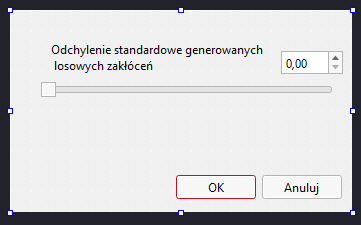 Odchylenie standardowe generowanych
losowych zakłóceń
0,00
OK
Anuluj